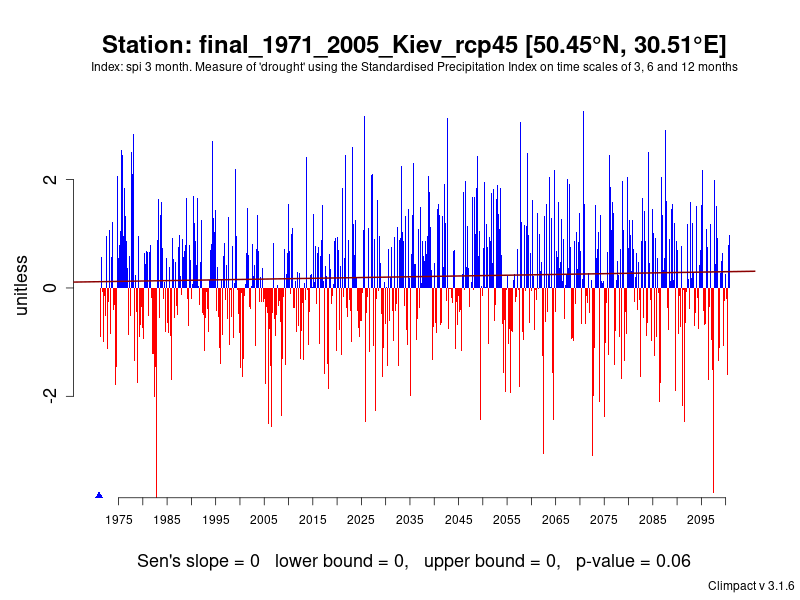 Station: final_1971_2005_Kiev_rcp45 [50.45°N, 30.51°E]
Index: spi 3 month. Measure of 'drought' using the Standardised Precipitation Index on time scales of 3, 6 and 12 months
unitless
2
0
-2
1975 1985 1995 2005 2015 2025 2035 2045 2055 2065 2075 2085 2095
Sen's slope = 0 lower bound = 0, upper bound = 0, p-value = 0.06
Climpact v 3.1.6